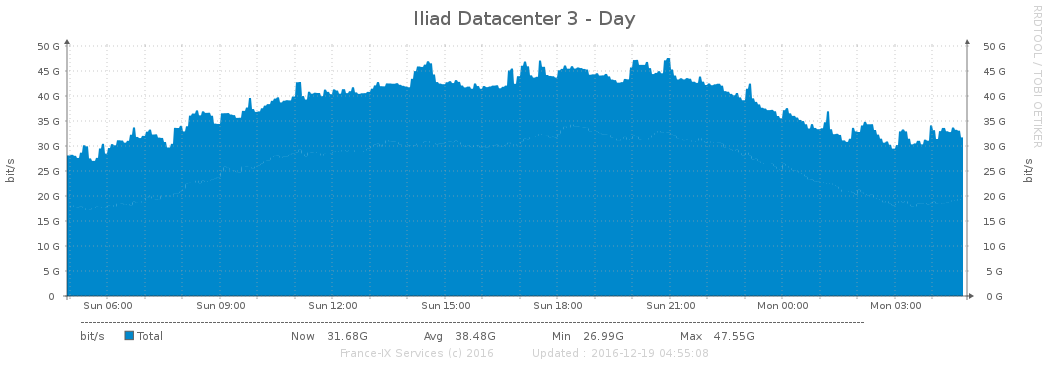 Iliad Datacenter 3 - Day
RRDTOOL / TOBI OETIKER
bit/s
50 G 50 G
45 G 45 G
40 G 40 G
35 G 35 G
30 G 30 G
25 G 25 G
20 G 20 G
15 G 15 G
10 G 10 G
5 G 5 G
0 0 G
bit/s
Sun 06:00 Sun 09:00 Sun 12:00 Sun 15:00 Sun 18:00 Sun 21:00 Mon 00:00 Mon 03:00
bit/s Total Now 31.68G Avg 38.48G Min 26.99G Max 47.55G
France-IX Services (c) 2016 Updated : 2016-12-19 04:55:08